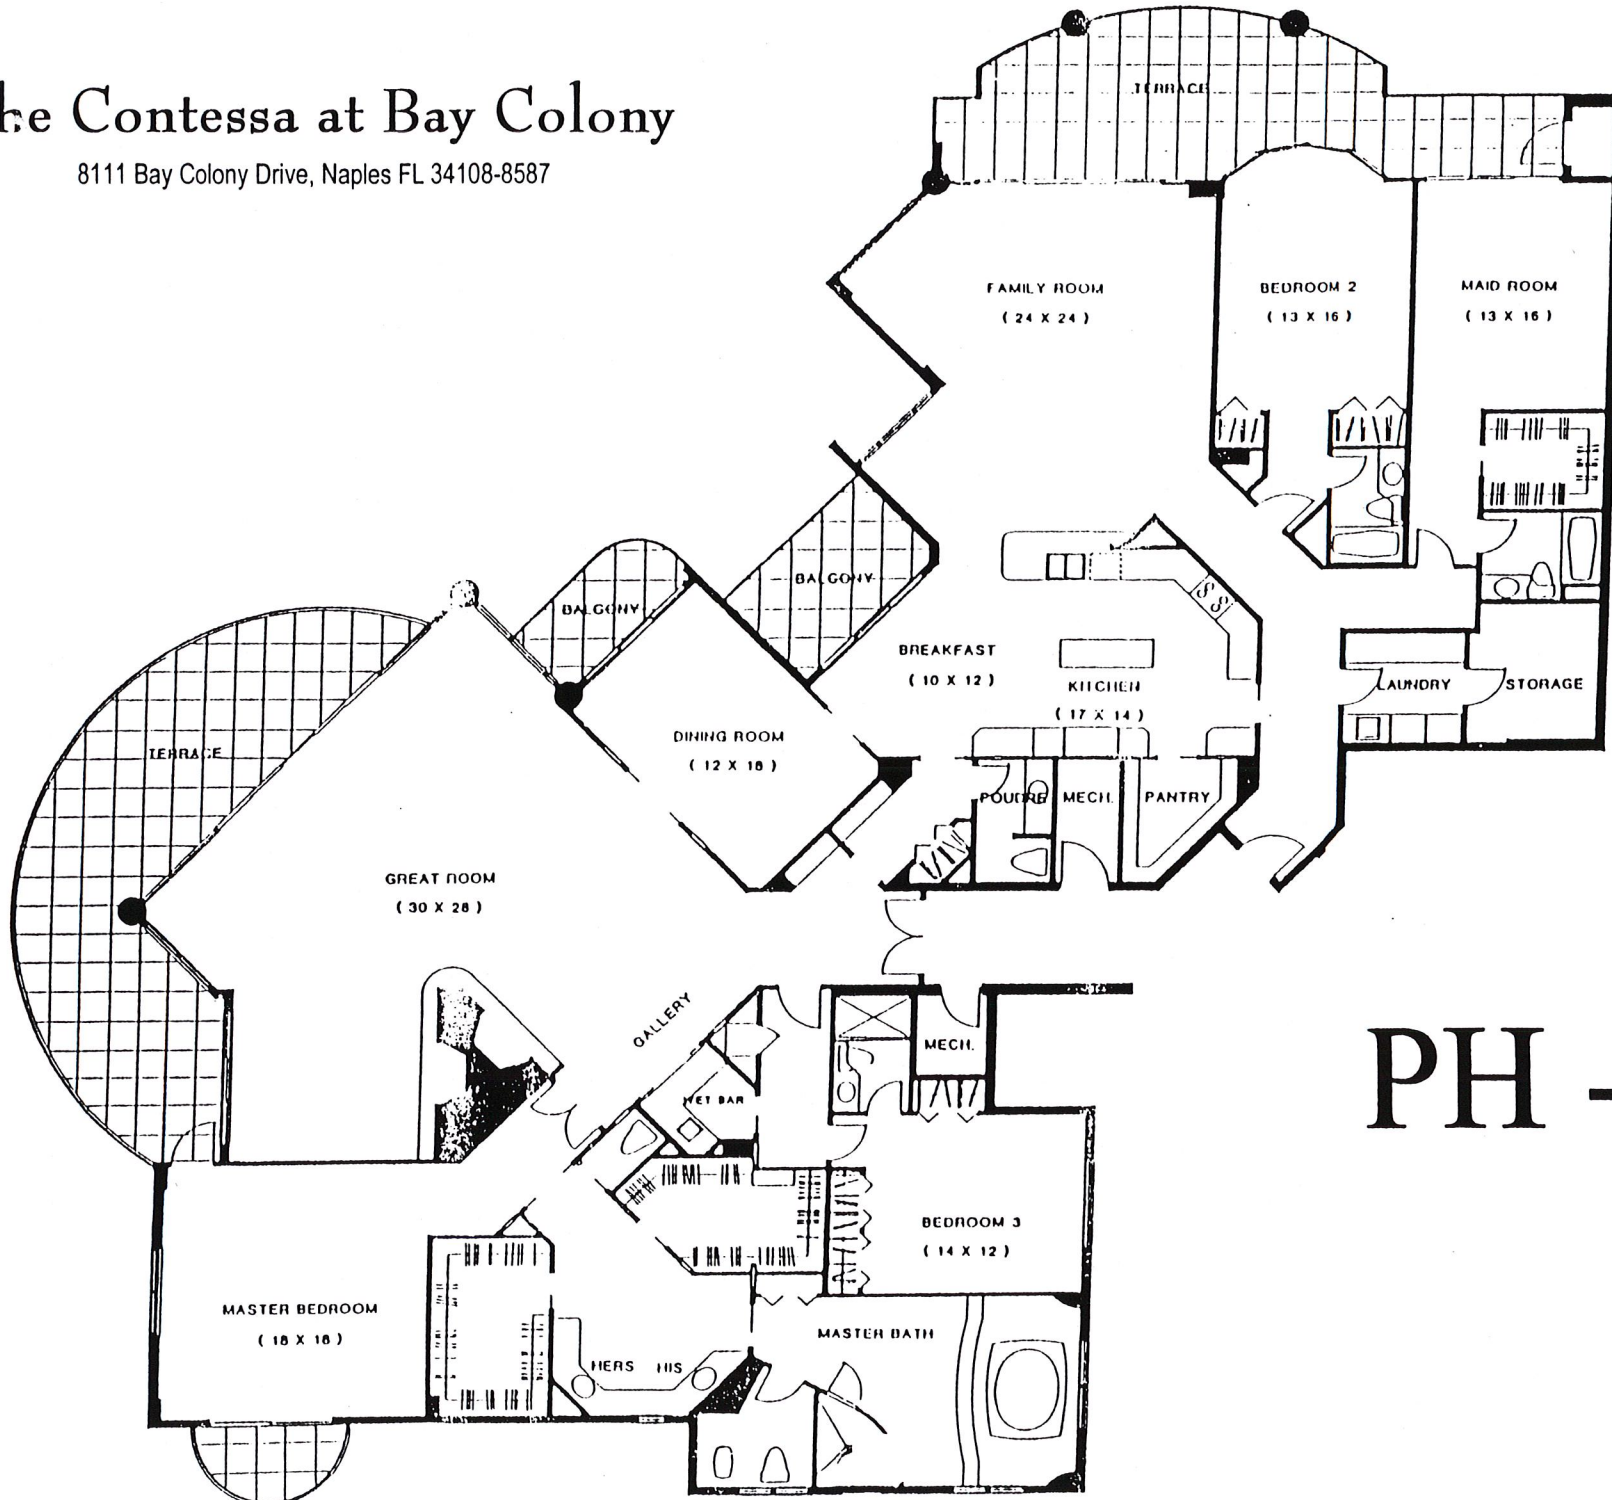 he Contessa at Bay Colony
8111 Bay Colony Drive, Naples FL 34108-8587
TERRACE
FAMILY ROOM
( 24 X 24 )
BEDROOM 2
( 13 X 16 )
MAID ROOM
( 13 X 16 )
BALCONY
BALCONY
BREAKFAST
( 10 X 12 )
KITCHEN
( 17 X 14 )
LAUNDRY
STORAGE
TERRACE
DINING ROOM
( 12 X 18 )
POUDRE
MECH.
PANTRY
GREAT ROOM
( 30 X 28 )
GALLERY
MECH.
PH -
WET BAR
BEDROOM 3
( 14 X 12 )
MASTER BEDROOM
( 18 X 18 )
MASTER BATH
HERS
HIS